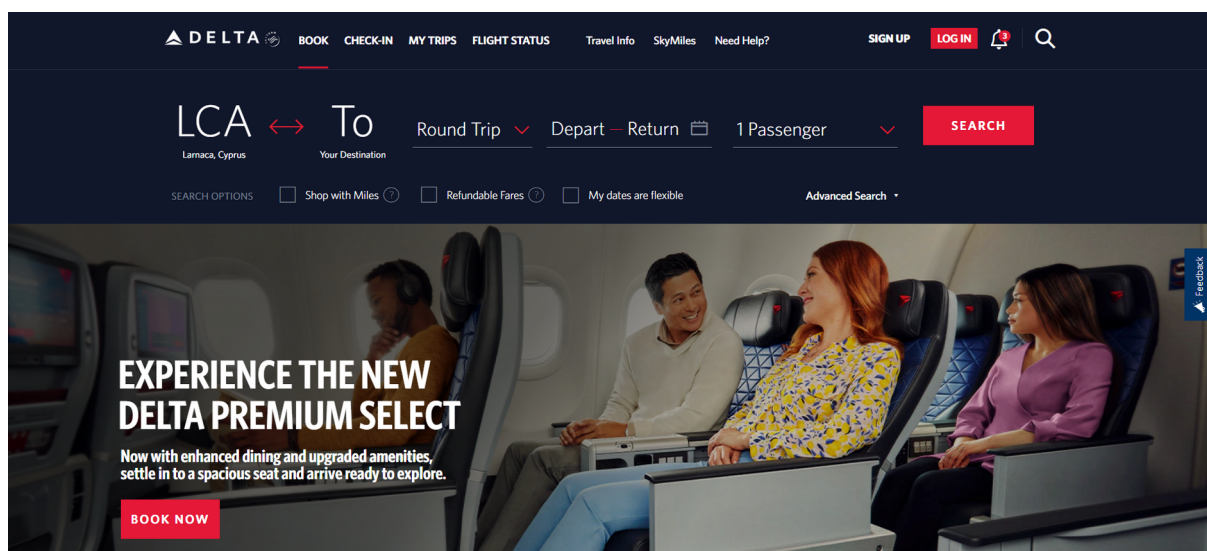 DELTA BOOK CHECK-IN MY TRIPS FLIGHT STATUS Travel Info SkyMiles Need Help? SIGN UP LOG IN 3
LCA To Round Trip Depart — Return 1 Passenger SEARCH
Larnaca, Cyprus Your Destination
SEARCH OPTIONS Shop with Miles ? Refundable Fares ? My dates are flexible Advanced Search
Feedback
EXPERIENCE THE NEW
DELTA PREMIUM SELECT
Now with enhanced dining and upgraded amenities,
settle in to a spacious seat and arrive ready to explore.
BOOK NOW